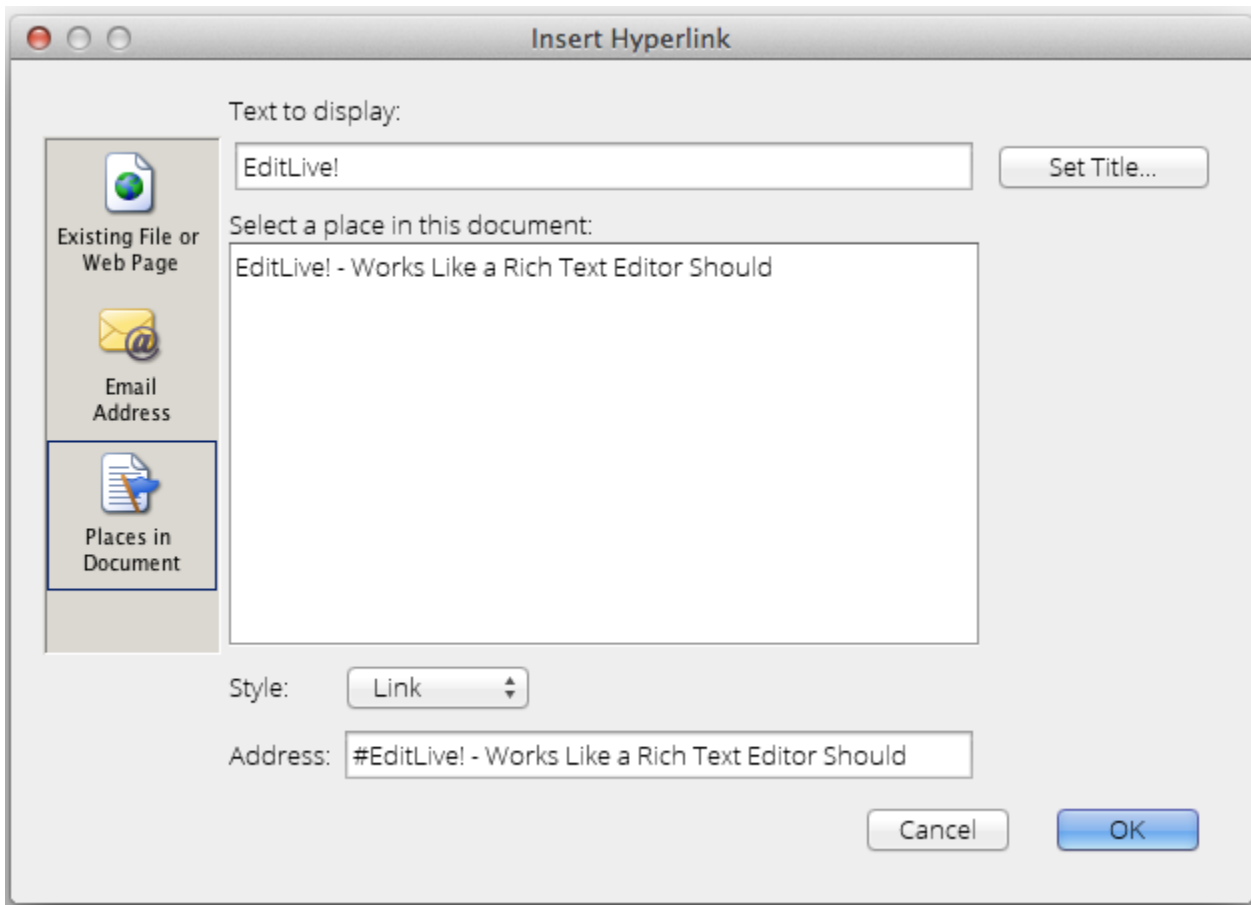 Insert Hyperlink
Text to display:
EditLive!
Set Title...
Existing File or
Web Page
Select a place in this document:
EditLive! - Works Like a Rich Text Editor Should
Email
Address
Places in
Document
Style:
Link
Address:
#EditLive! - Works Like a Rich Text Editor Should
Cancel
OK